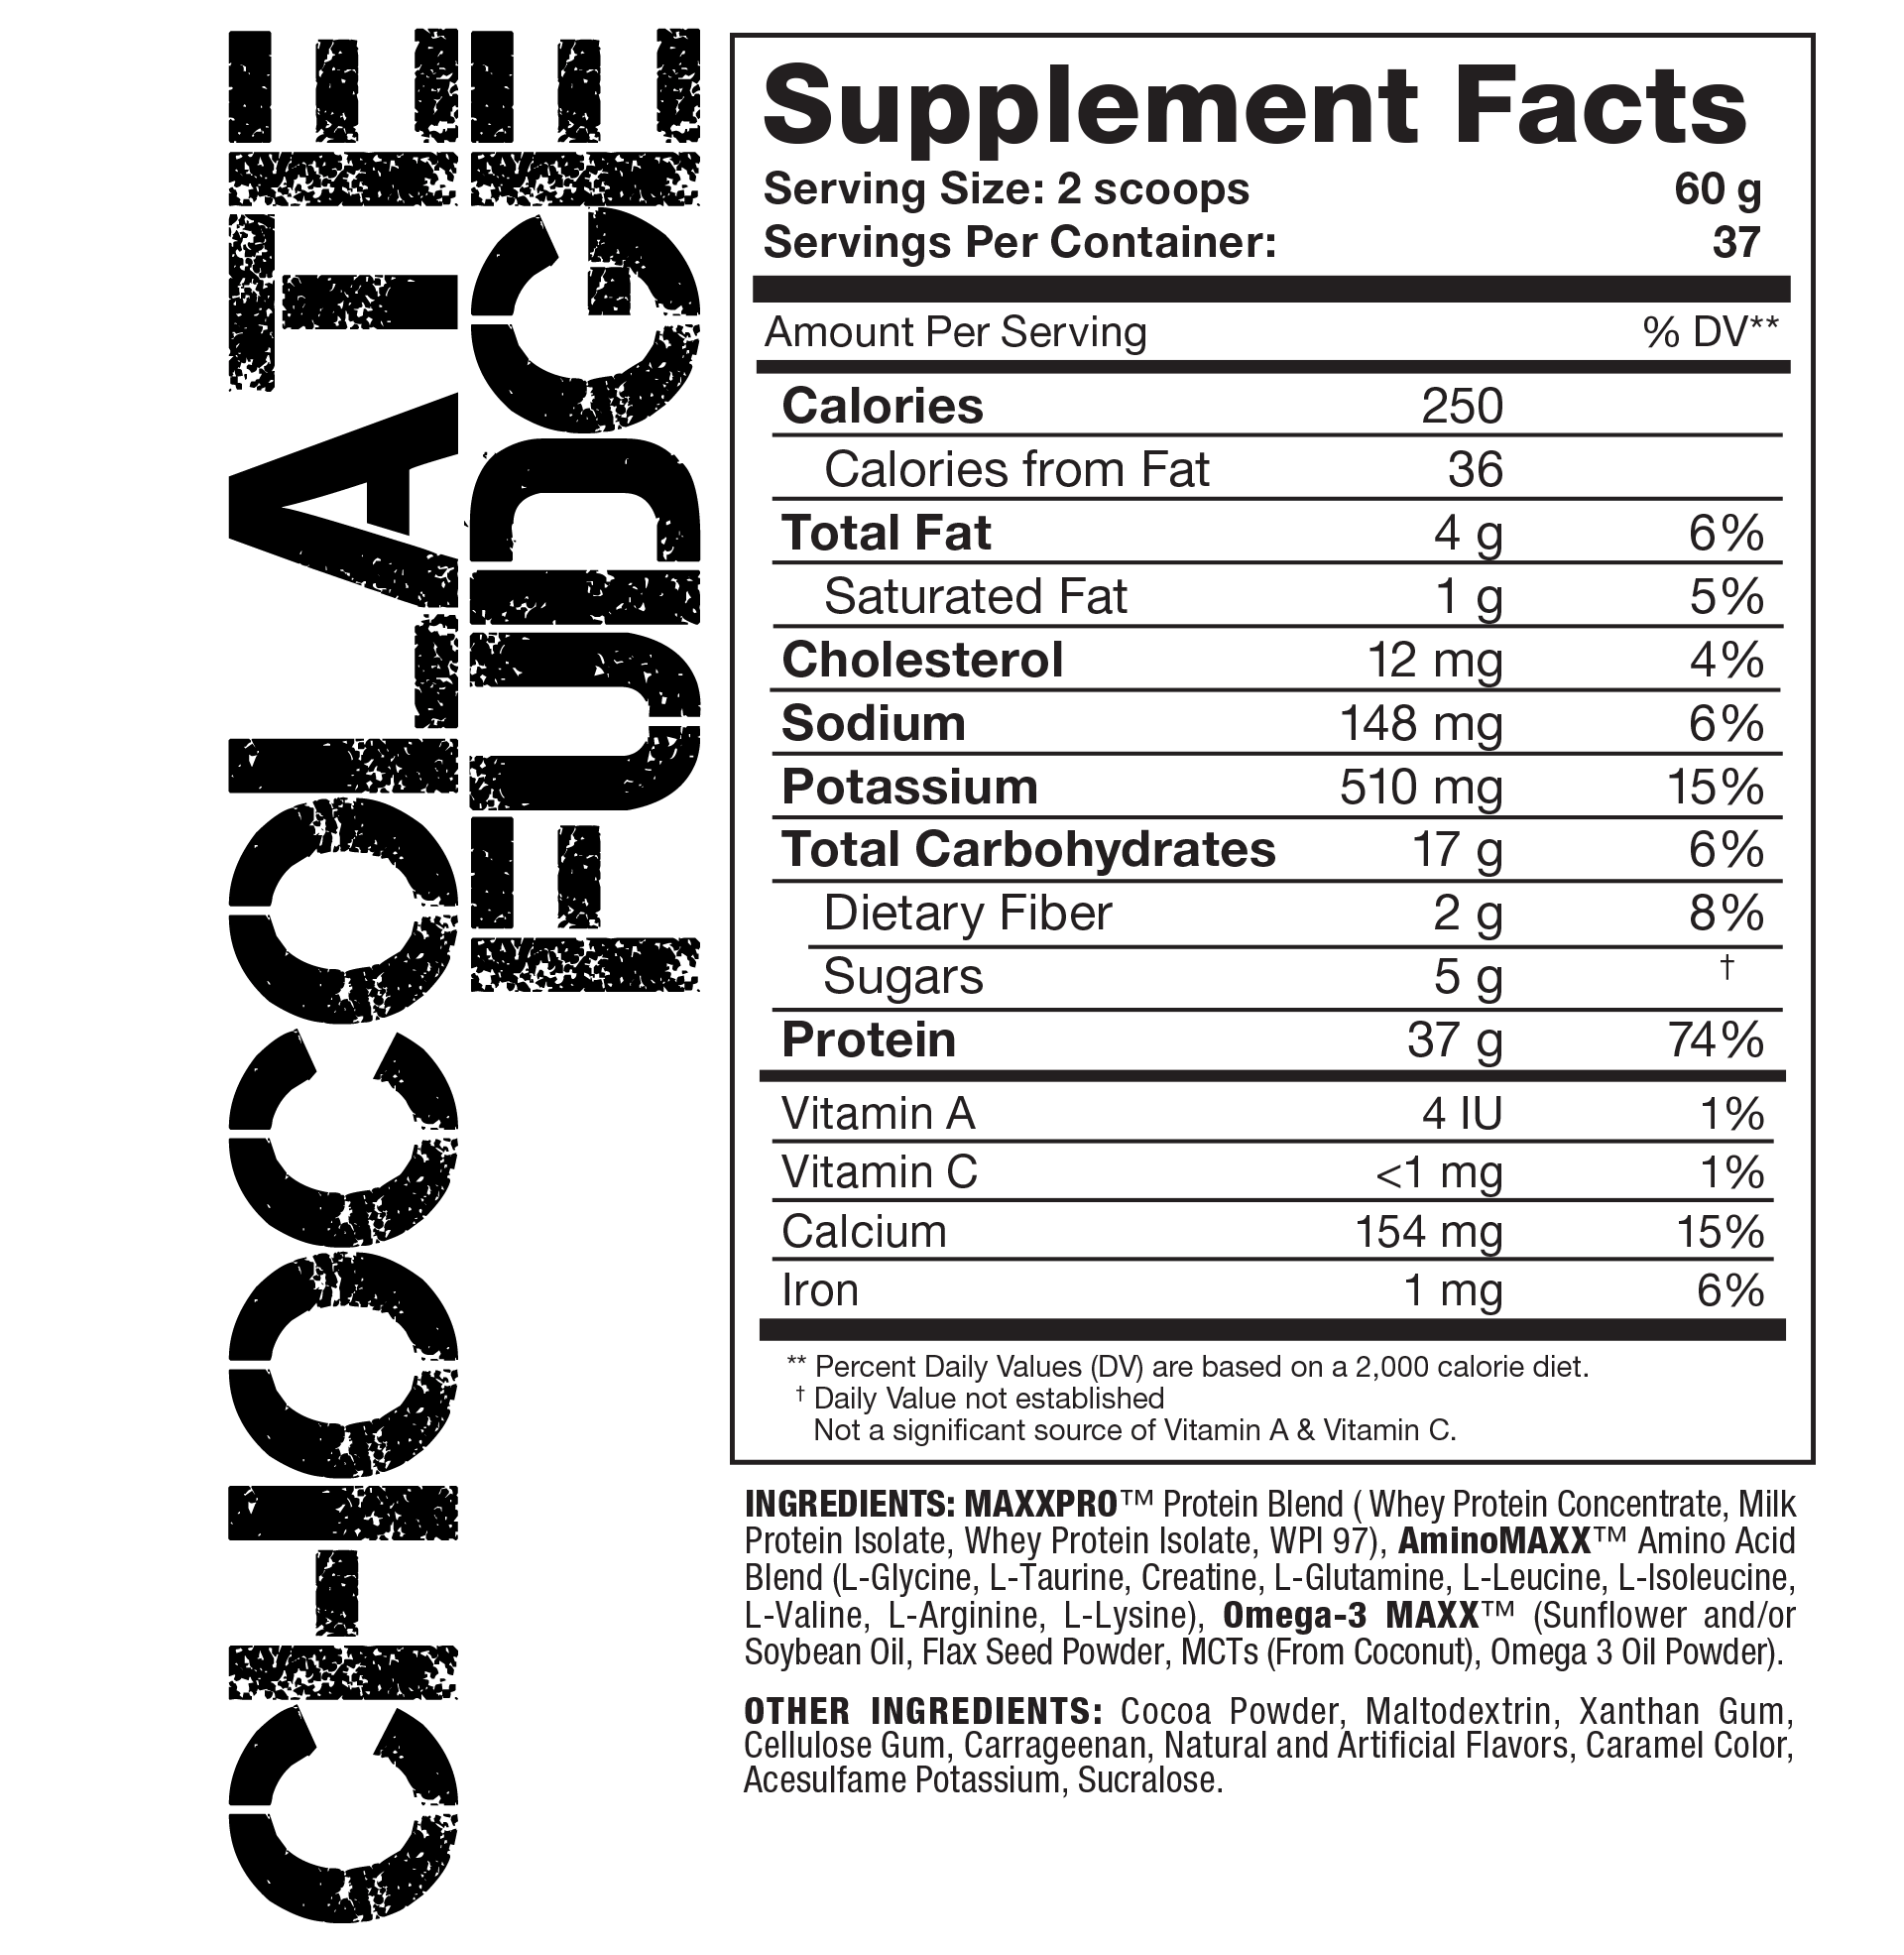 CHOCOLATE
FUDGE
Supplement Facts
Serving Size: 2 scoops 60 g
Servings Per Container: 37
Amount Per Serving % DV**
Calories 250
Calories from Fat 36
Total Fat 4 g 6%
Saturated Fat 1 g 5%
Cholesterol 12 mg 4%
Sodium 148 mg 6%
Potassium 510 mg 15%
Total Carbohydrates 17 g 6%
Dietary Fiber 2 g 8%
Sugars 5 g †
Protein 37 g 74%
Vitamin A 4 IU 1%
Vitamin C <1 mg 1%
Calcium 154 mg 15%
Iron 1 mg 6%
** Percent Daily Values (DV) are based on a 2,000 calorie diet.
† Daily Value not established
Not a significant source of Vitamin A & Vitamin C.
INGREDIENTS: MAXXPRO™ Protein Blend ( Whey Protein Concentrate, Milk
Protein Isolate, Whey Protein Isolate, WPI 97), AminoMAXX™ Amino Acid
Blend (L-Glycine, L-Taurine, Creatine, L-Glutamine, L-Leucine, L-Isoleucine,
L-Valine, L-Arginine, L-Lysine), Omega-3 MAXX™ (Sunflower and/or
Soybean Oil, Flax Seed Powder, MCTs (From Coconut), Omega 3 Oil Powder).
OTHER INGREDIENTS: Cocoa Powder, Maltodextrin, Xanthan Gum,
Cellulose Gum, Carrageenan, Natural and Artificial Flavors, Caramel Color,
Acesulfame Potassium, Sucralose.